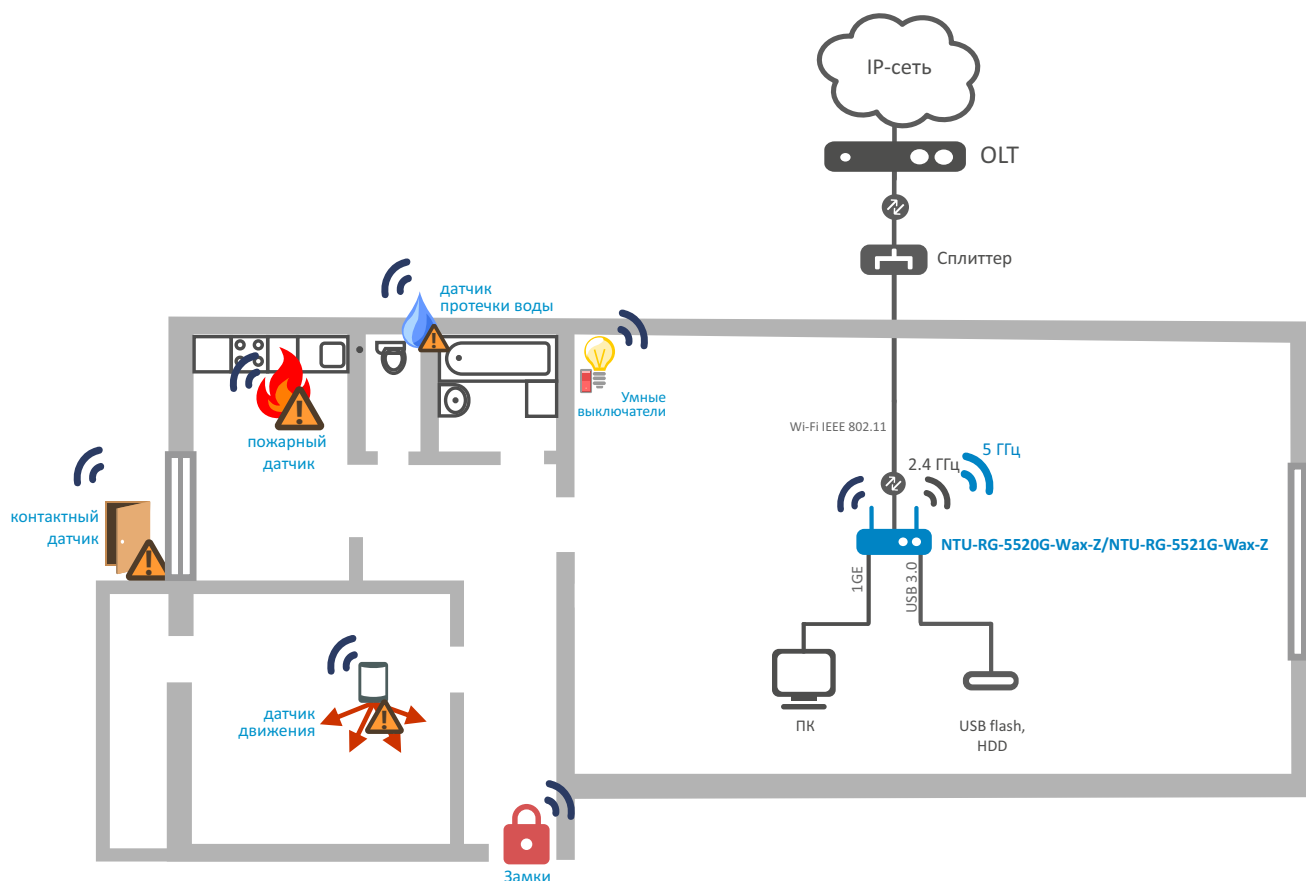 IP-сеть
OLT
Сплиттер
датчик
протечки воды
Умные
выключатели
пожарный
датчик
Wi-Fi IEEE 802.11
2.4 ГГц
5 ГГц
контактный
датчик
NTU-RG-5520G-Wax-Z/NTU-RG-5521G-Wax-Z
1GE
USB 3.0
датчик
движения
ПК
USB flash,
HDD
Замки